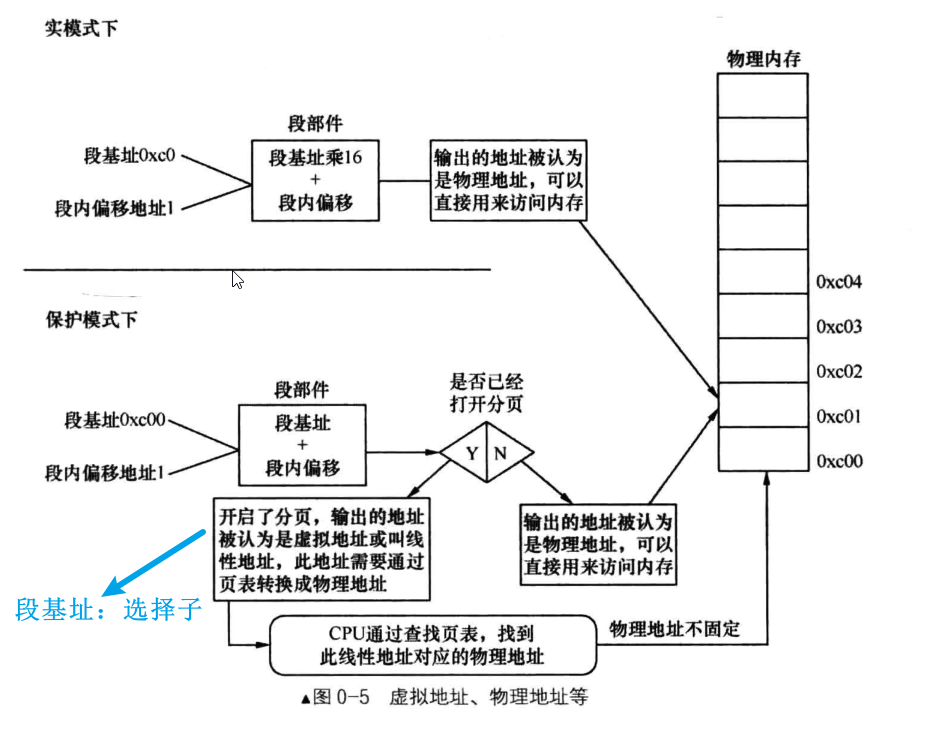 实模式下
物理内存
段部件
段基址0xc0
段内偏移地址1
段基址乘16
+
段内偏移
输出的地址被认为
是物理地址，可以
直接用来访问内存
0xc04
0xc03
0xc02
0xc01
0xc00
保护模式下
段部件
段基址0xc00
段内偏移地址1
段基址
+
段内偏移
是否已经
打开分页
Y
N
开启了分页，输出的地址
被认为是虚拟地址或叫线
性地址，此地址需要通过
页表转换成物理地址
输出的地址被认为
是物理地址，可以
直接用来访问内存
段基址：选择子
CPU通过查找页表，找到
此线性地址对应的物理地址
物理地址不固定
▲图 0-5 虚拟地址、物理地址等